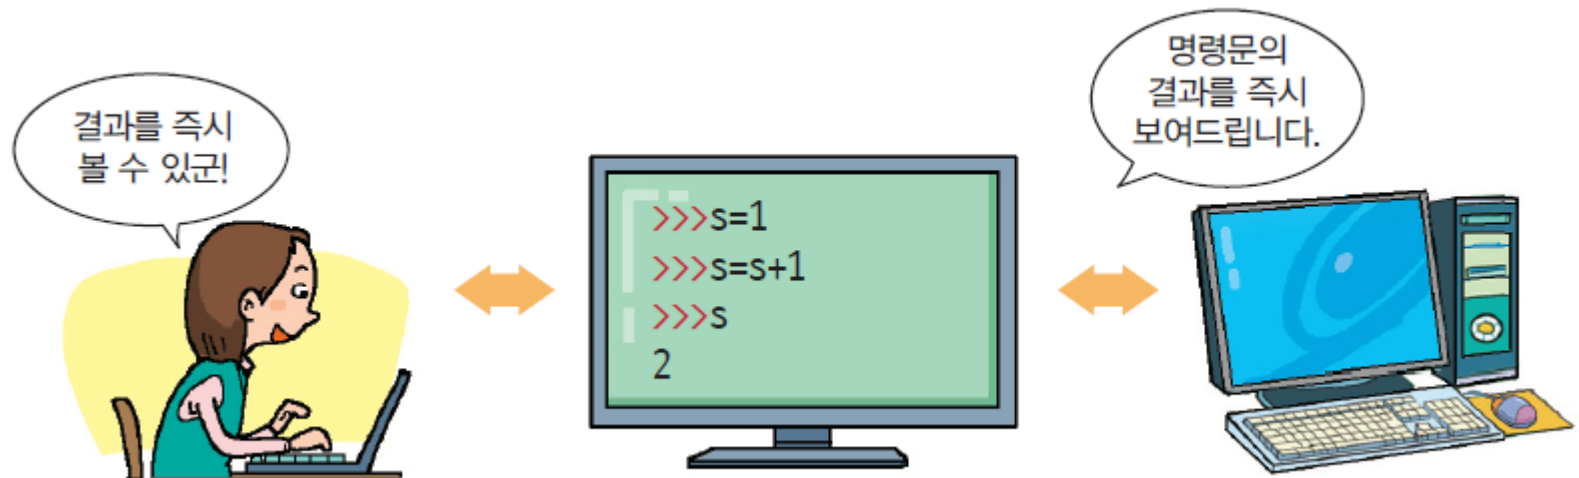 결과를 즉시
볼 수 있군!
>>>s=1
>>>s=s+1
>>>s
2
명령문의
결과를 즉시
보여드립니다.